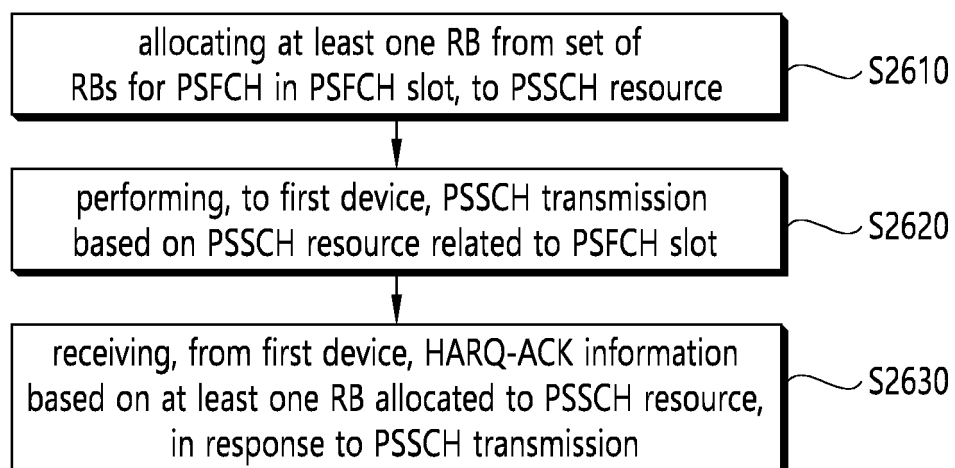 allocating at least one RB from set of
RBs for PSFCH in PSFCH slot, to PSSCH resource
S2610
performing, to first device, PSSCH transmission
based on PSSCH resource related to PSFCH slot
S2620
receiving, from first device, HARQ-ACK information
based on at least one RB allocated to PSSCH resource,
in response to PSSCH transmission
S2630